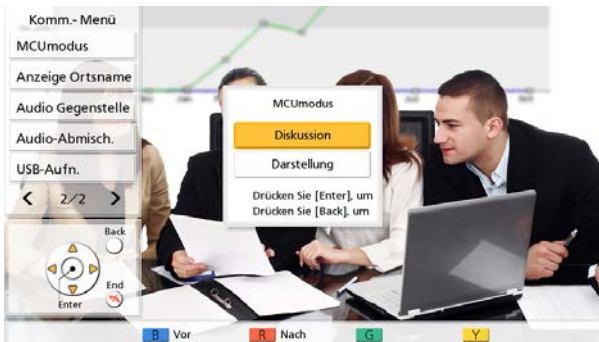 Komm.- Menü
MCUmodus
Anzeige Ortsname
Audio Gegenstelle
Audio-Abmisch.
USB-Aufn.
< 2/2 >
Back
Enter
End
MCUmodus
Diskussion
Darstellung
Drücken Sie [Enter], um
Drücken Sie [Back], um
B Vor
R Nach
G
Y